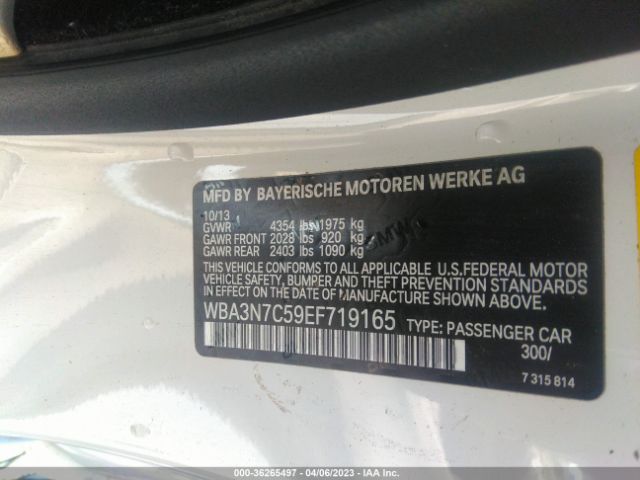 MFD BY BAYERISCHE MOTOREN WERKE AG
10/13
GVWR 4354 lbs 1975 kg
GAWR FRONT 2028 lbs 920 kg
GAWR REAR 2403 lbs 1090 kg
THIS VEHICLE CONFORMS TO ALL APPLICABLE U.S.FEDERAL MOTOR
VEHICLE SAFETY, BUMPER AND THEFT PREVENTION STANDARDS
IN EFFECT ON THE DATE OF MANUFACTURE SHOWN ABOVE.
WBA3N7C59EF719165 TYPE: PASSENGER CAR
300/
7 315 814
000-36265497 - 04/06/2023 - IAA Inc.